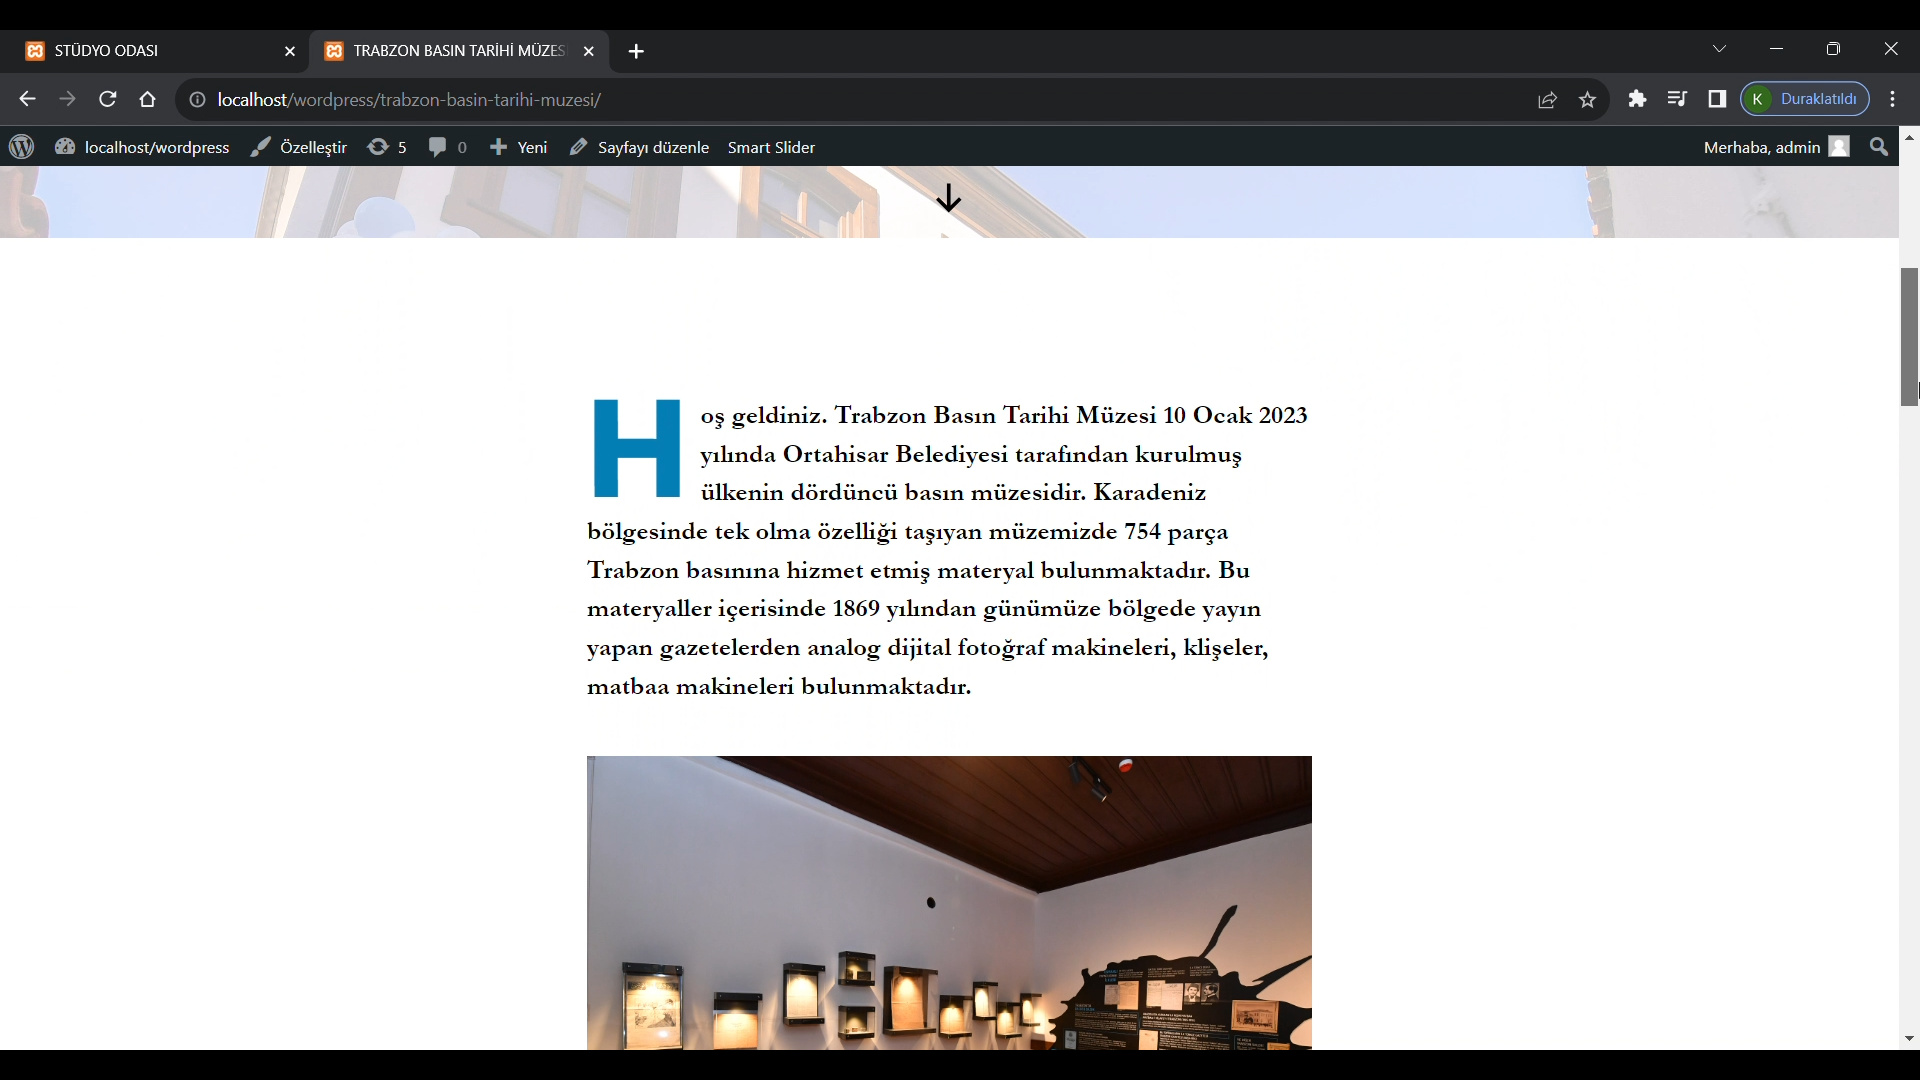 STÜDYO ODASI
TRABZON BASIN TARİHİ MÜZES
localhost/wordpress/trabzon-basin-tarihi-muzesi/
K Duraklatıldı
localhost/wordpress Özelleştir 5 0 Yeni Sayfayı düzenle Smart Slider Merhaba, admin
Hoş geldiniz. Trabzon Basın Tarihi Müzesi 10 Ocak 2023
yılında Ortahisar Belediyesi tarafından kurulmuş
ülkenin dördüncü basın müzesidir. Karadeniz
bölgesinde tek olma özelliği taşıyan müzemizde 754 parça
Trabzon basınına hizmet etmiş materyal bulunmaktadır. Bu
materyaller içerisinde 1869 yılından günümüze bölgede yayın
yapan gazetelerden analog dijital fotoğraf makineleri, klişeler,
matbaa makineleri bulunmaktadır.